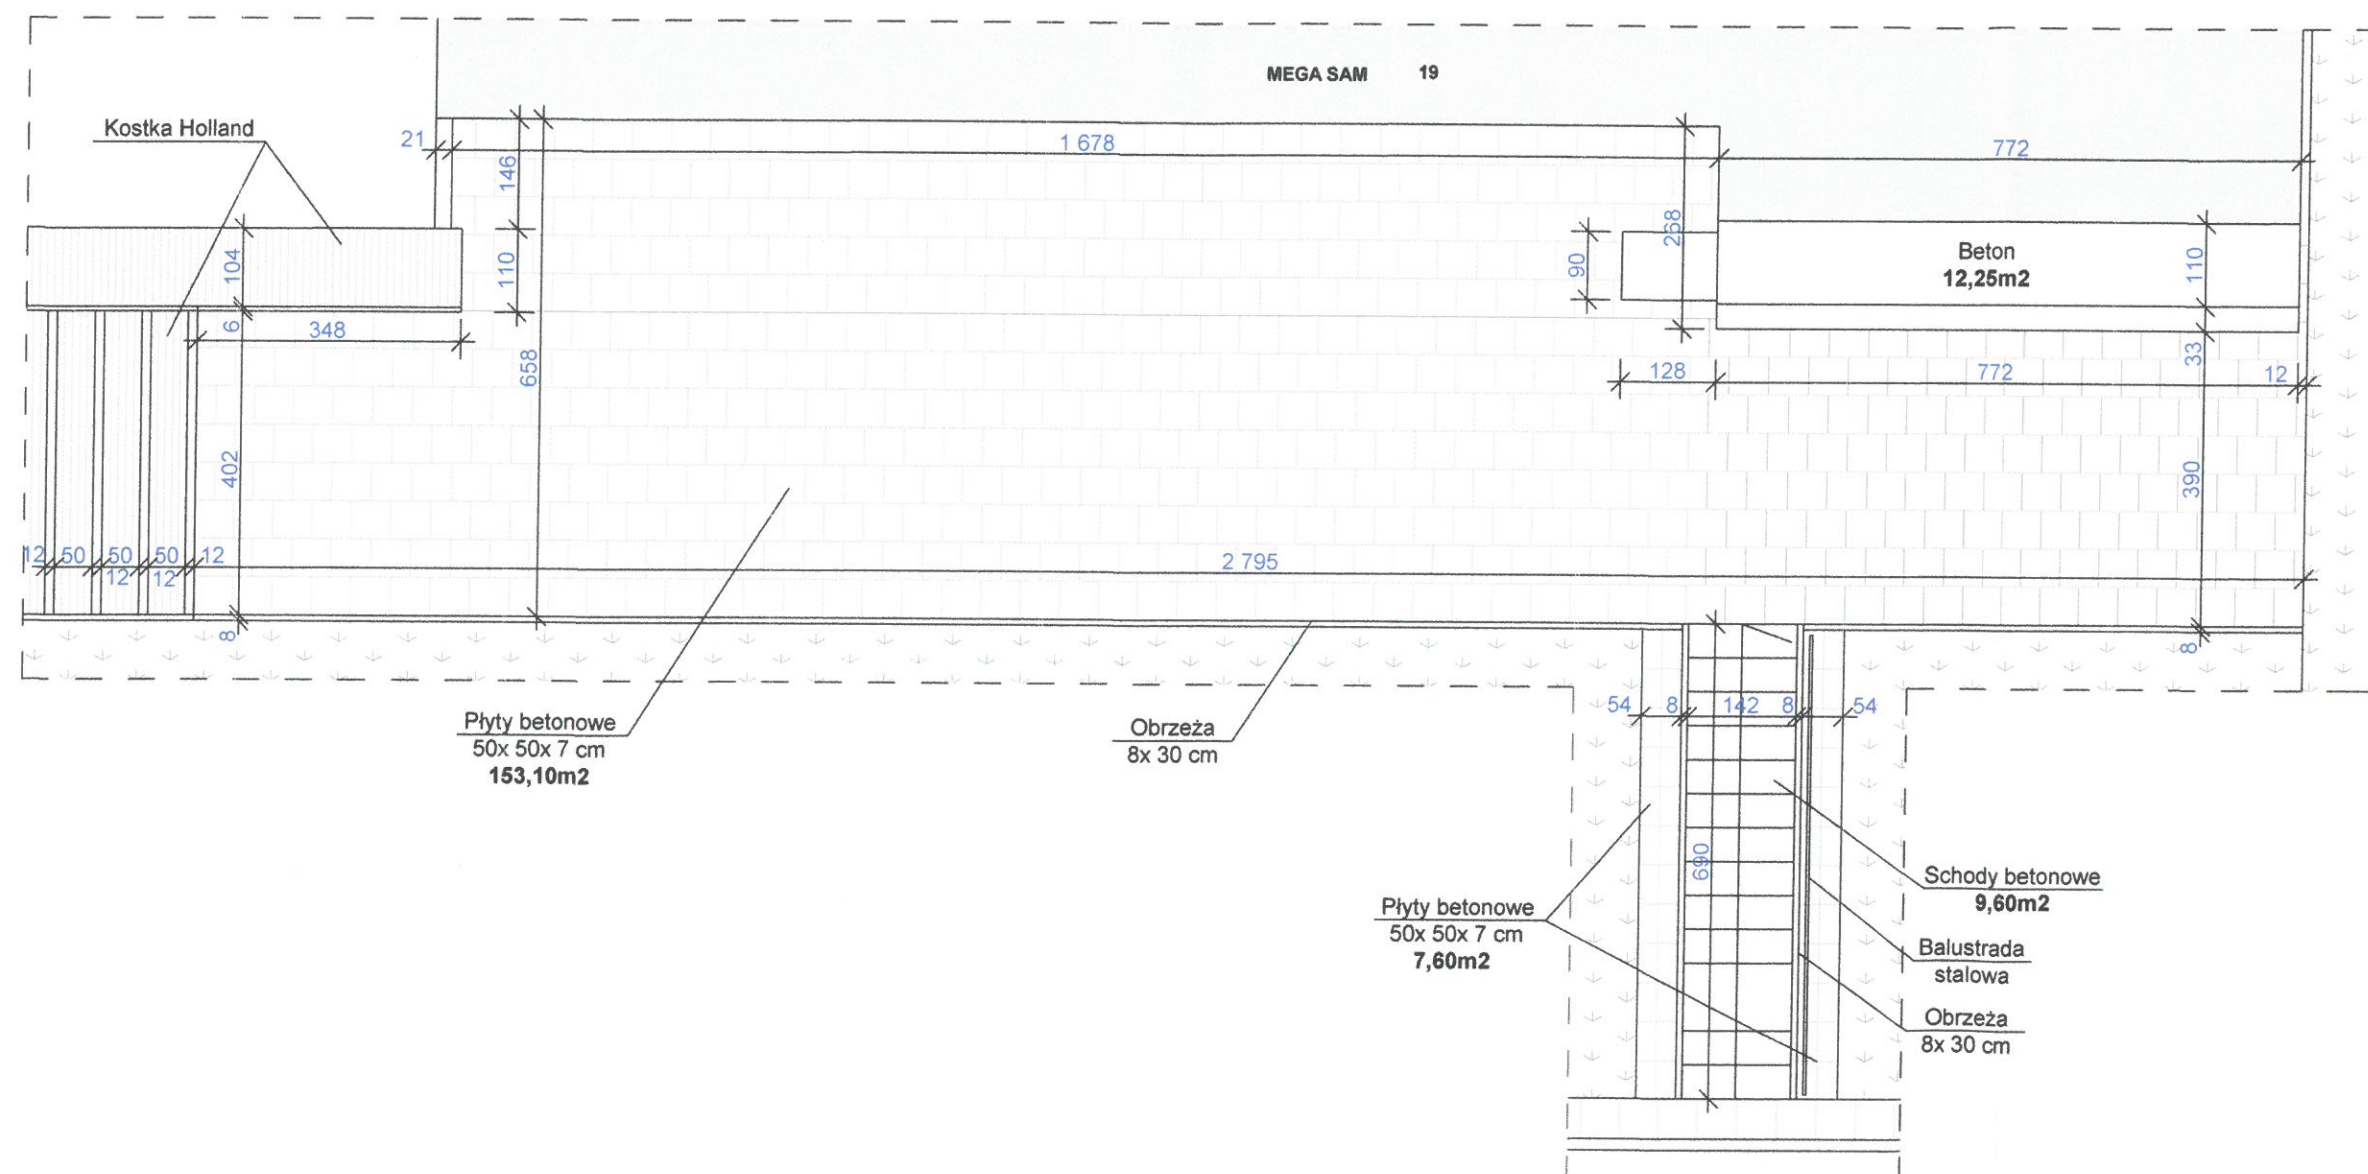 MEGA SAM 19
Kostka Holland
21
1 678
772
146
268
104
110
90
Beton
12,25m2
110
6
348
658
128
772
33
12
402
390
12 50 50 50 12
12 12
2 795
8
8
54 8 142 8 54
Płyty betonowe
50x 50x 7 cm
153,10m2
Obrzeża
8x 30 cm
690
Schody betonowe
9,60m2
Płyty betonowe
50x 50x 7 cm
7,60m2
Balustrada
stalowa
Obrzeża
8x 30 cm